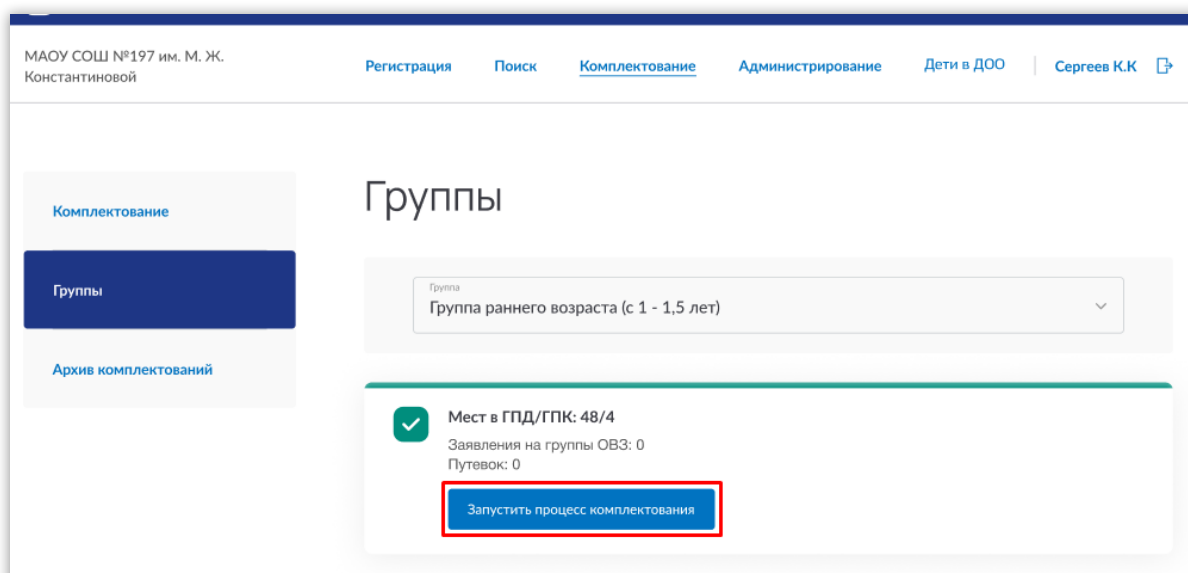 МАОУ СОШ №197 им. М. Ж.
Константиновой
Регистрация Поиск Комплектование Администрирование Дети в ДОО Сергеев К.К
Комплектование
Группы
Архив комплектований
Группы
Группа
Группа раннего возраста (с 1 - 1,5 лет)
Мест в ГПД/ГПК: 48/4
Заявления на группы ОВЗ: 0
Путевок: 0
Запустить процесс комплектования